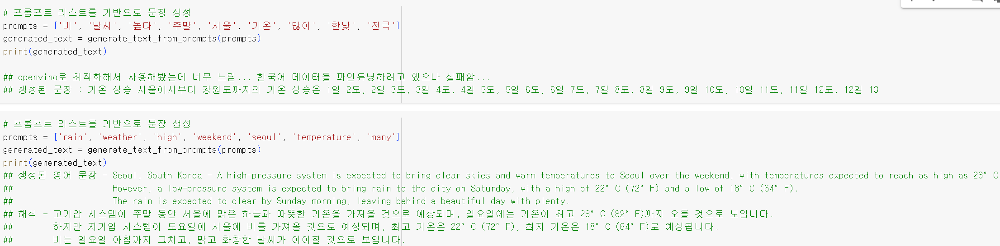 # 프롬프트 리스트를 기반으로 문장 생성
prompts = ['비', '날씨', '높다', '주말', '서울', '기온', '많이', '한낮', '전국']
generated_text = generate_text_from_prompts(prompts)
print(generated_text)
## openvino로 최적화해서 사용해봤는데 너무 느림... 한국어 데이터를 파인튜닝하려고 했으나 실패함...
## 생성된 문장 : 기온 상승 서울에서부터 강원도까지의 기온 상승은 1일 2도, 2일 3도, 3일 4도, 4일 5도, 5일 6도, 6일 7도, 7일 8도, 8일 9도, 9일 10도, 10일 11도, 11일 12도, 12일 13
# 프롬프트 리스트를 기반으로 문장 생성
prompts = ['rain', 'weather', 'high', 'weekend', 'seoul', 'temperature', 'many']
generated_text = generate_text_from_prompts(prompts)
print(generated_text)
## 생성된 영어 문장 - Seoul, South Korea - A high-pressure system is expected to bring clear skies and warm temperatures to Seoul over the weekend, with temperatures expected to reach as high as 28° C
## However, a low-pressure system is expected to bring rain to the city on Saturday, with a high of 22° C (72° F) and a low of 18° C (64° F).
## The rain is expected to clear by Sunday morning, leaving behind a beautiful day with plenty.
## 해석 - 고기압 시스템이 주말 동안 서울에 맑은 하늘과 따뜻한 기온을 가져올 것으로 예상되며, 일요일에는 기온이 최고 28° C (82° F)까지 오를 것으로 보입니다.
## 하지만 저기압 시스템이 토요일에 서울에 비를 가져올 것으로 예상되며, 최고 기온은 22° C (72° F), 최저 기온은 18° C (64° F)로 예상됩니다.
## 비는 일요일 아침까지 그치고, 맑고 화창한 날씨가 이어질 것으로 보입니다.